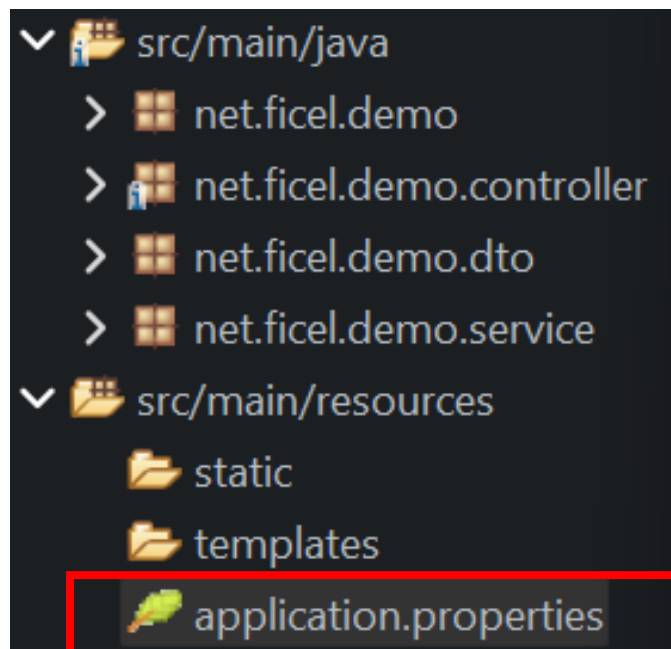 src/main/java
net.ficel.demo
net.ficel.demo.controller
net.ficel.demo.dto
net.ficel.demo.service
src/main/resources
static
templates
application.properties